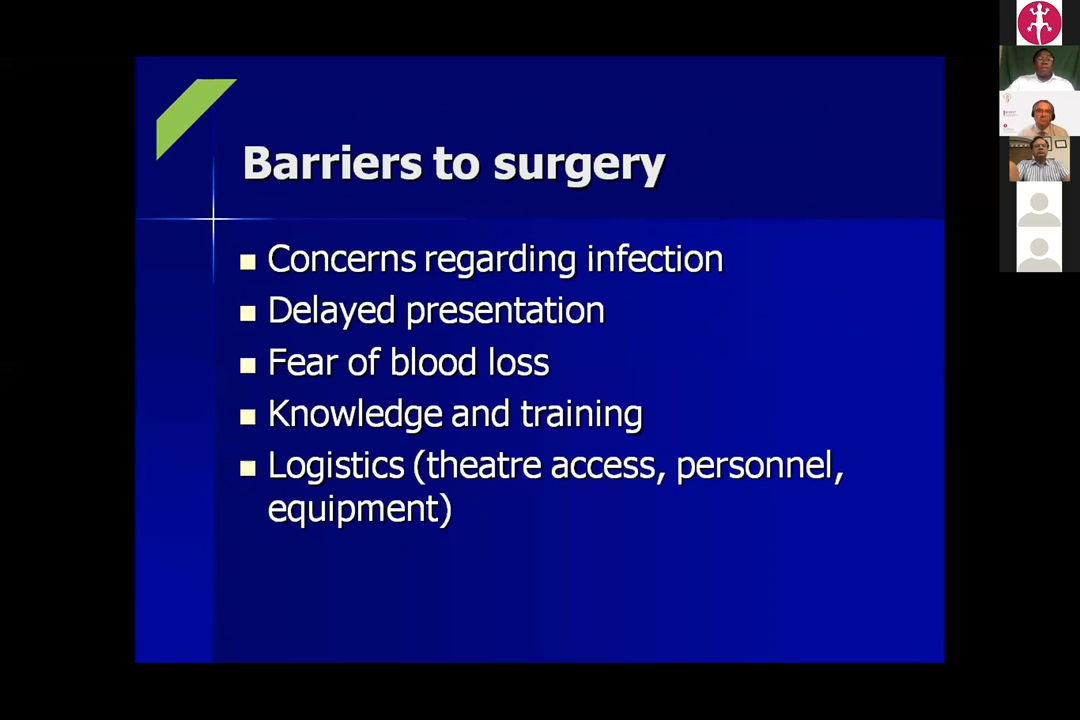 Barriers to surgery
Concerns regarding infection
Delayed presentation
Fear of blood loss
Knowledge and training
Logistics (theatre access, personnel,
equipment)